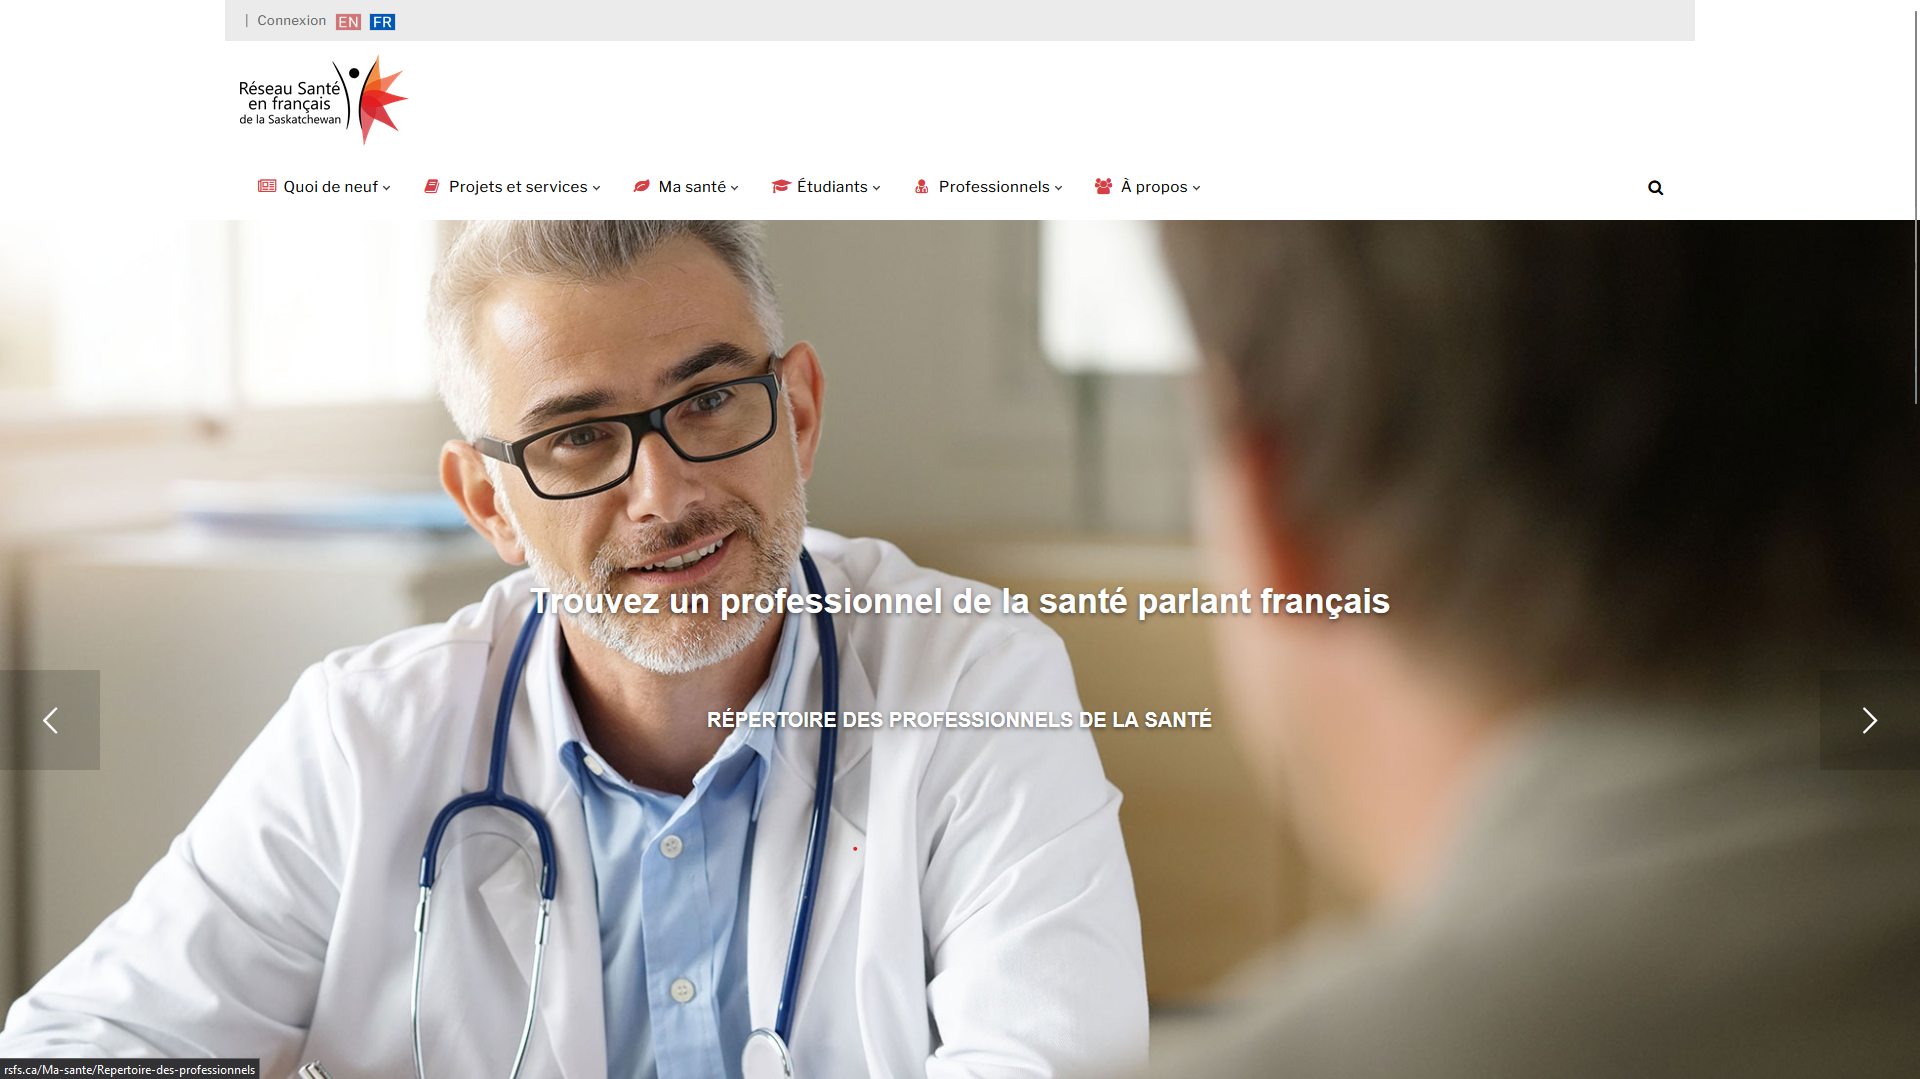 | Connexion EN FR
Réseau Santé
en français
de la Saskatchewan
Quoi de neuf Projets et services Ma santé Étudiants Professionnels À propos
Trouvez un professionnel de la santé parlant français
RÉPERTOIRE DES PROFESSIONNELS DE LA SANTÉ
rsfs.ca/Ma-sante/Repertoire-des-professionnels